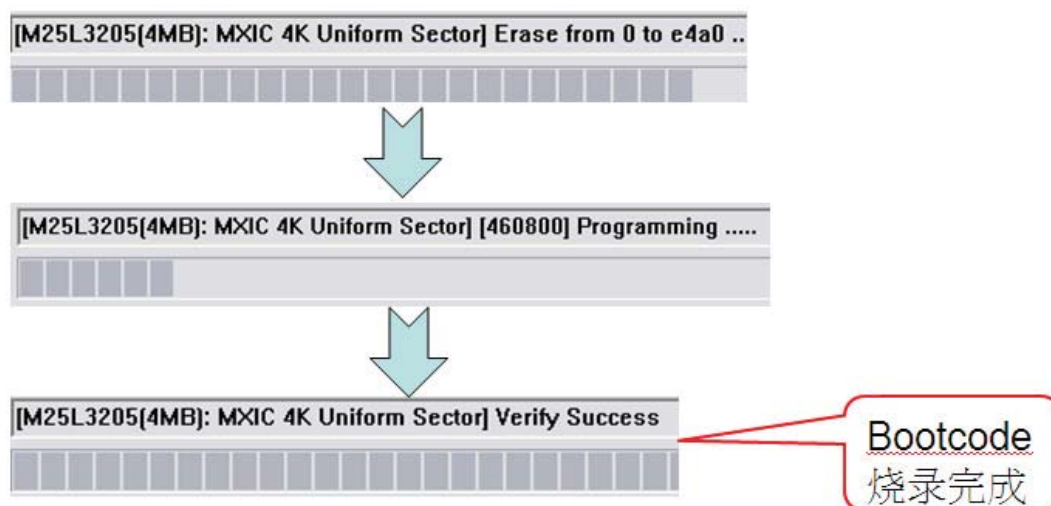 [M25L3205(4MB): MXIC 4K Uniform Sector] Erase from 0 to e4a0 ..
[M25L3205(4MB): MXIC 4K Uniform Sector] [460800] Programming .....
[M25L3205(4MB): MXIC 4K Uniform Sector] Verify Success
Bootcode
烧录完成